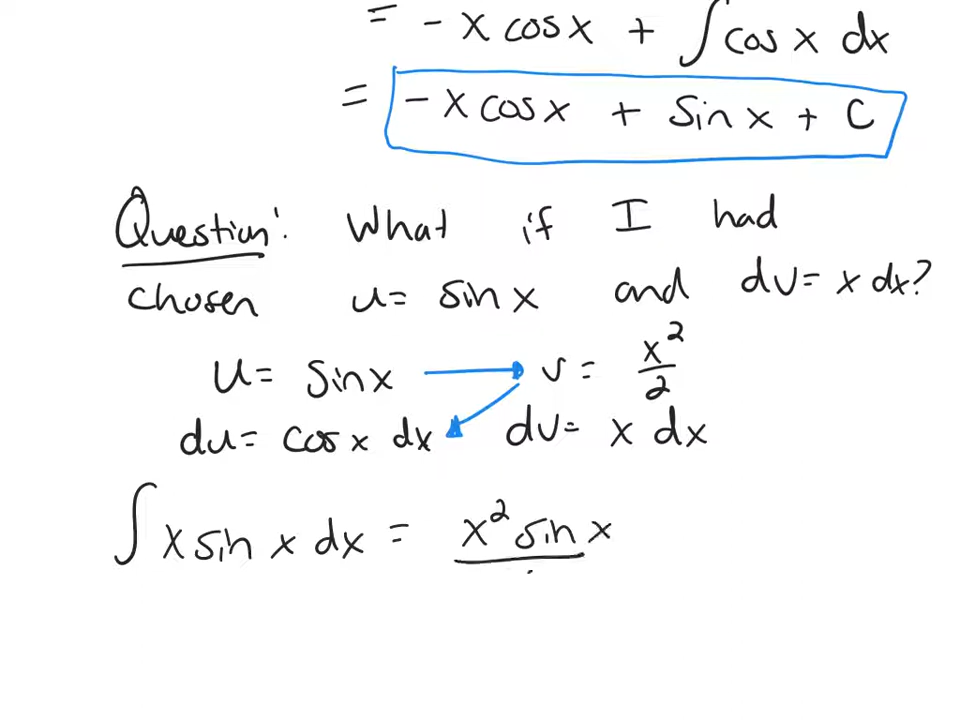 = - x cos x + ∫ cos x dx
= - x cos x + sin x + C
Question: What if I had
chosen u = sin x and dv = x dx?
u = sin x v = x²/2
du = cos x dx dv = x dx
∫ x sin x dx = x² sin x